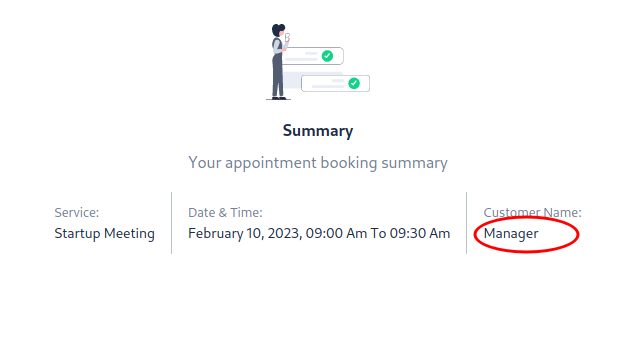 Summary
Your appointment booking summary
Service:
Startup Meeting
Date & Time:
February 10, 2023, 09:00 Am To 09:30 Am
Customer Name:
Manager